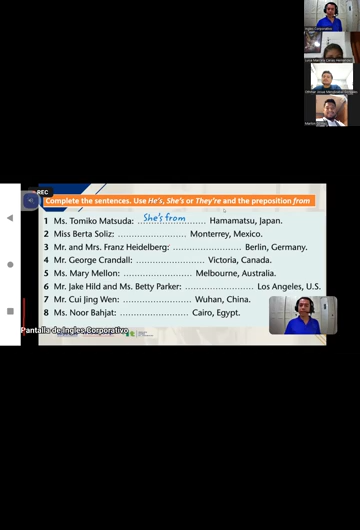 Ingles Corporativo
REC
Complete the sentences. Use He's, She's or They're and the preposition from
1 Ms. Tomiko Matsuda: She's from Hamamatsu, Japan.
2 Miss Berta Soliz: .......................... Monterrey, Mexico.
3 Mr. and Mrs. Franz Heidelberg: .......................... Berlin, Germany.
4 Mr. George Crandall: .......................... Victoria, Canada.
5 Ms. Mary Mellon: .......................... Melbourne, Australia.
6 Mr. Jake Hild and Ms. Betty Parker: .......................... Los Angeles, U.S.
7 Mr. Cui Jing Wen: .......................... Wuhan, China.
8 Ms. Noor Bahjat: .......................... Cairo, Egypt.
Pantalla de Ingles Corporativo